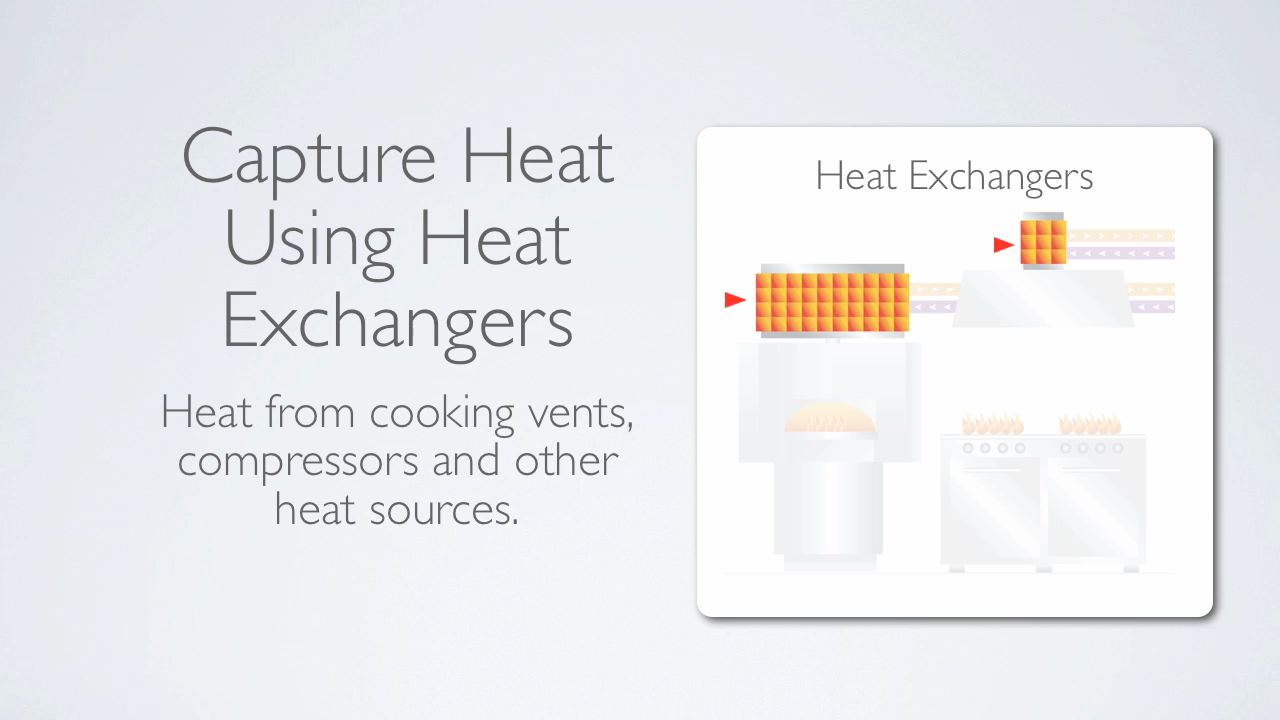 Capture Heat
Using Heat
Exchangers
Heat from cooking vents,
compressors and other
heat sources.
Heat Exchangers